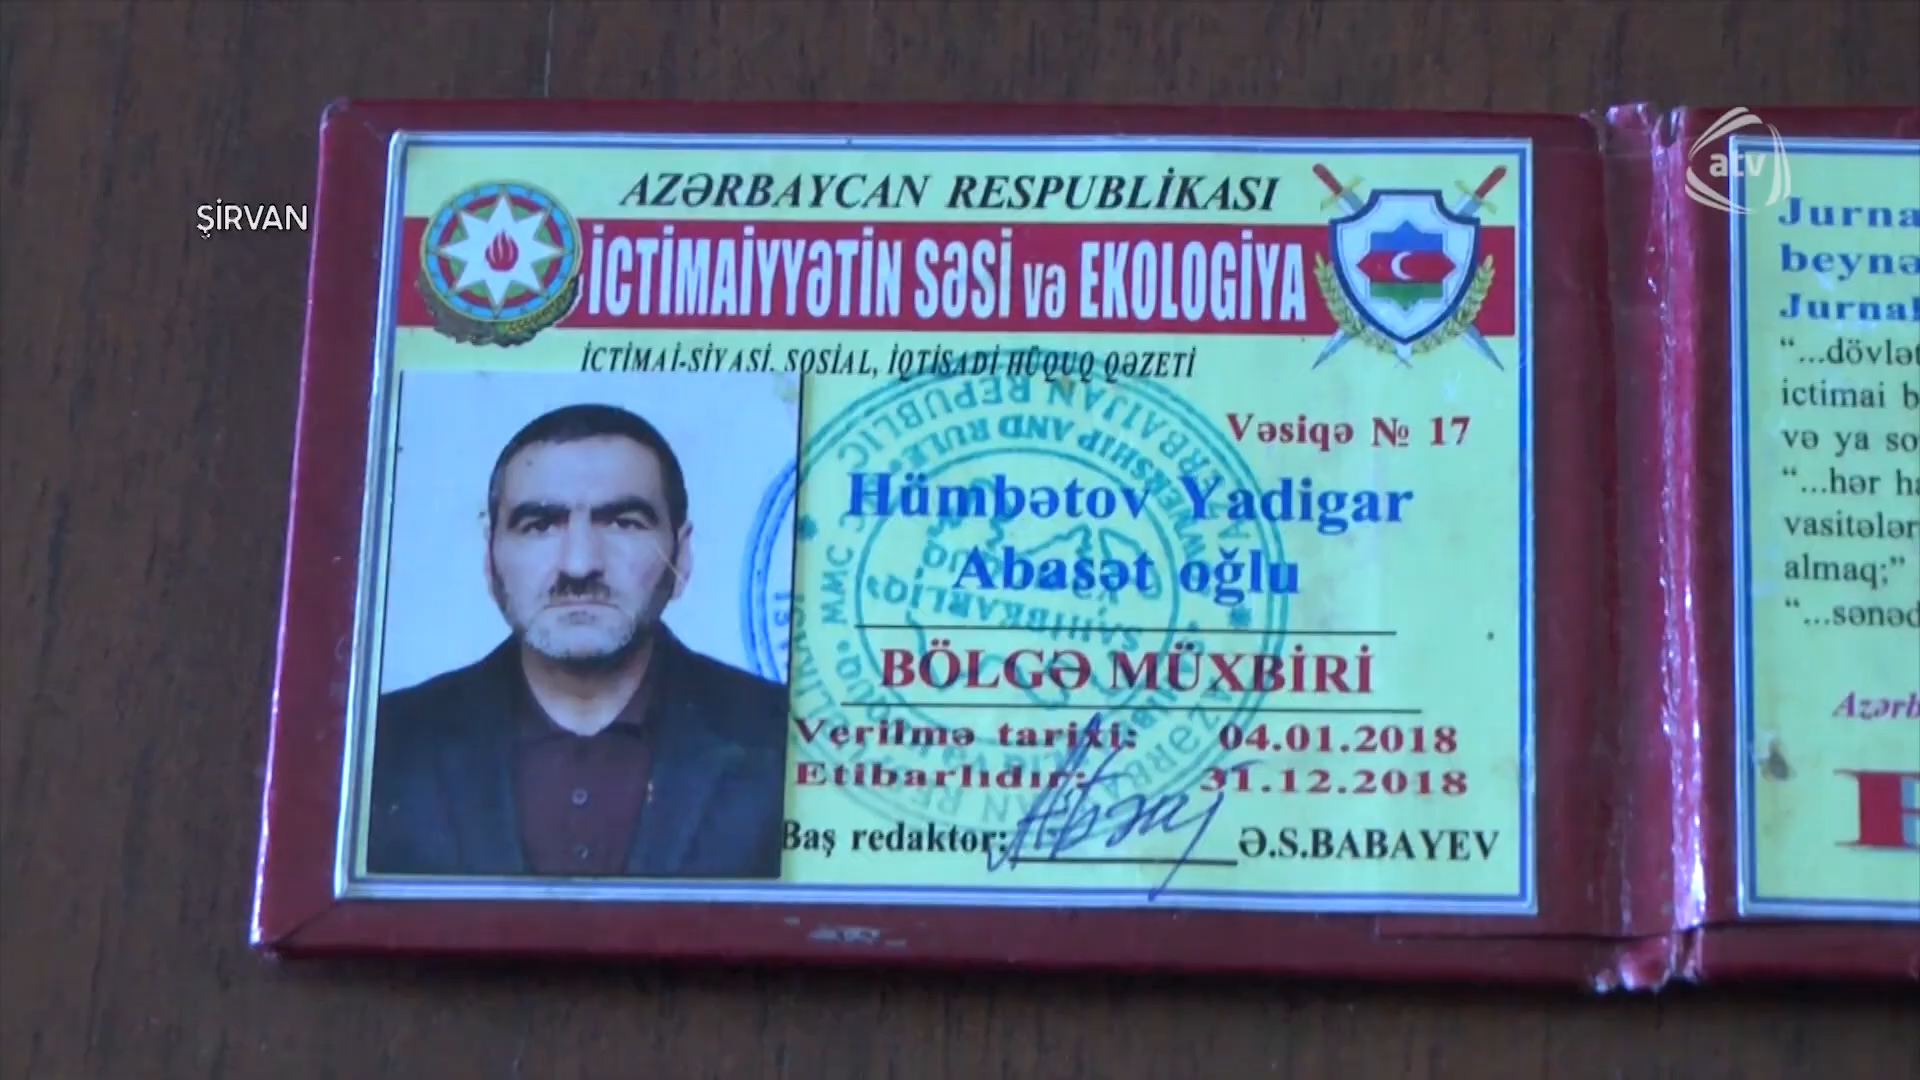 ŞİRVAN
atv
AZƏRBAYCAN RESPUBLİKASI
İCTİMAİYYƏTİN SƏSİ VƏ EKOLOGİYA
İCTİMAİ-SİYASİ, SOSİAL, İQTİSADİ HÜQUQ QƏZETİ
Vəsiqə № 17
Hümbətov Yadigar
Abasət oğlu
BÖLGƏ MÜXBİRİ
Verilmə tarixi: 04.01.2018
Etibarlıdır: 31.12.2018
Baş redaktor: Ə.S.BABAYEV
Jurna
beynə
Jurnal
“...dövlət
ictimai b
və ya so
“...hər ha
vasitələr
almaq;”
“...sənəd
Azərb